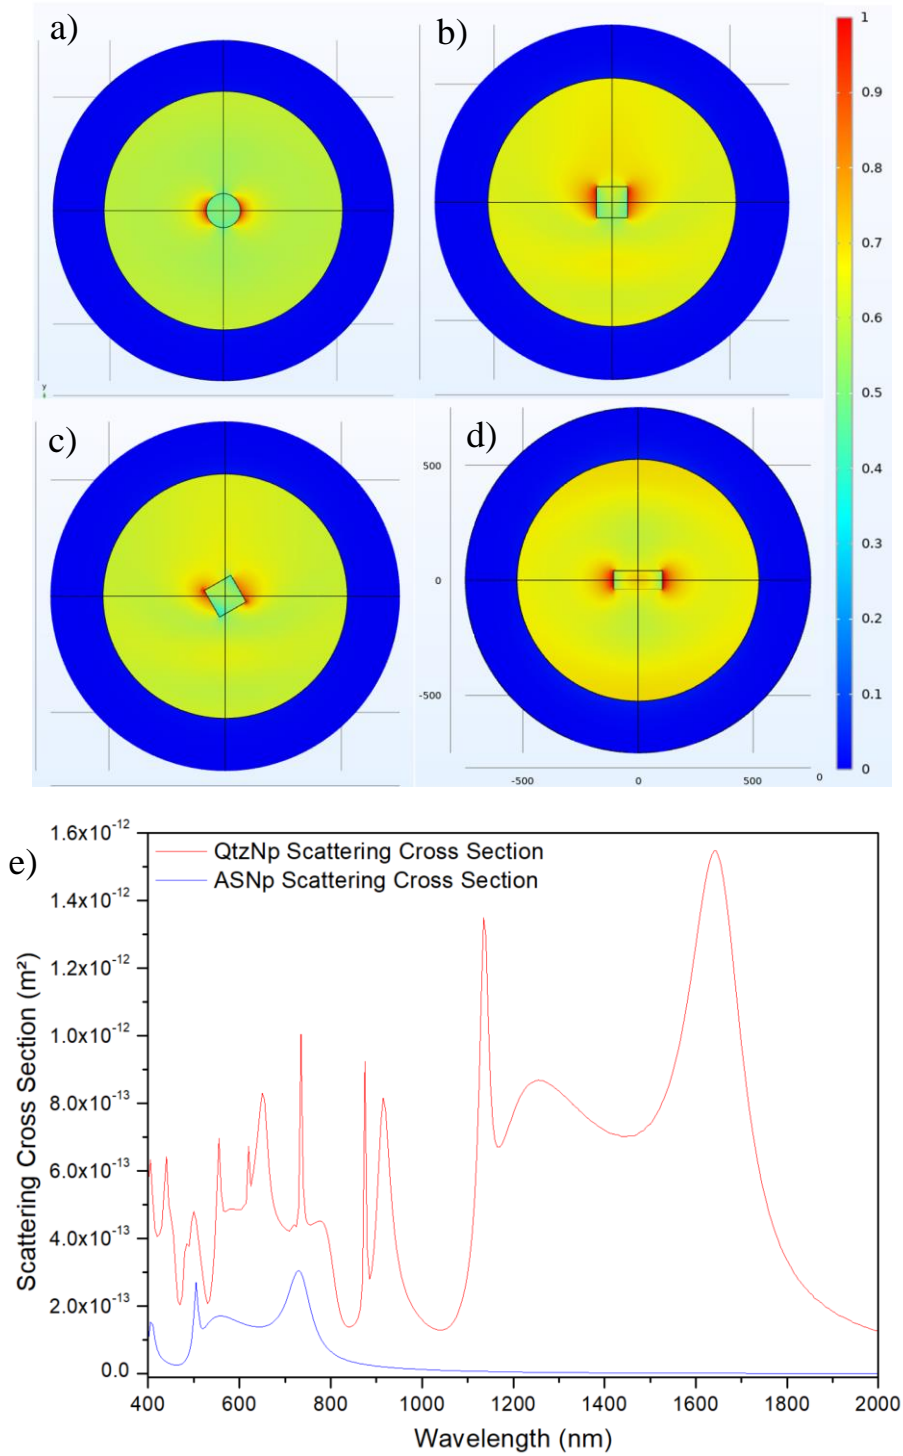 a)
b)
1
0.9
0.8
0.7
0.6
0.5
0.4
0.3
0.2
0.1
0
y
c)
d)
500
0
-500
-500
0
500
0
e)
1.6x10⁻¹²
1.4x10⁻¹²
1.2x10⁻¹²
1.0x10⁻¹²
8.0x10⁻¹³
6.0x10⁻¹³
4.0x10⁻¹³
2.0x10⁻¹³
0.0
Scattering Cross Section (m²)
QtzNp Scattering Cross Section
ASNp Scattering Cross Section
400 600 800 1000 1200 1400 1600 1800 2000
Wavelength (nm)